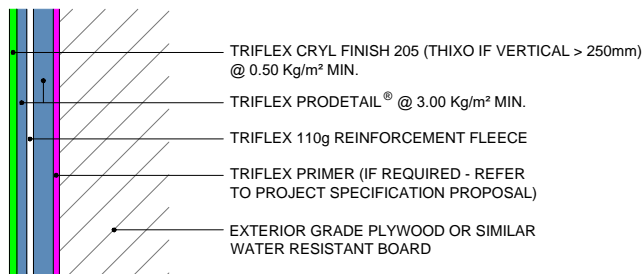 TRIFLEX CRYL FINISH 205 (THIXO IF VERTICAL > 250mm)
@ 0.50 Kg/m² MIN.
TRIFLEX PRODETAIL® @ 3.00 Kg/m² MIN.
TRIFLEX 110g REINFORCEMENT FLEECE
TRIFLEX PRIMER (IF REQUIRED - REFER
TO PROJECT SPECIFICATION PROPOSAL)
EXTERIOR GRADE PLYWOOD OR SIMILAR
WATER RESISTANT BOARD